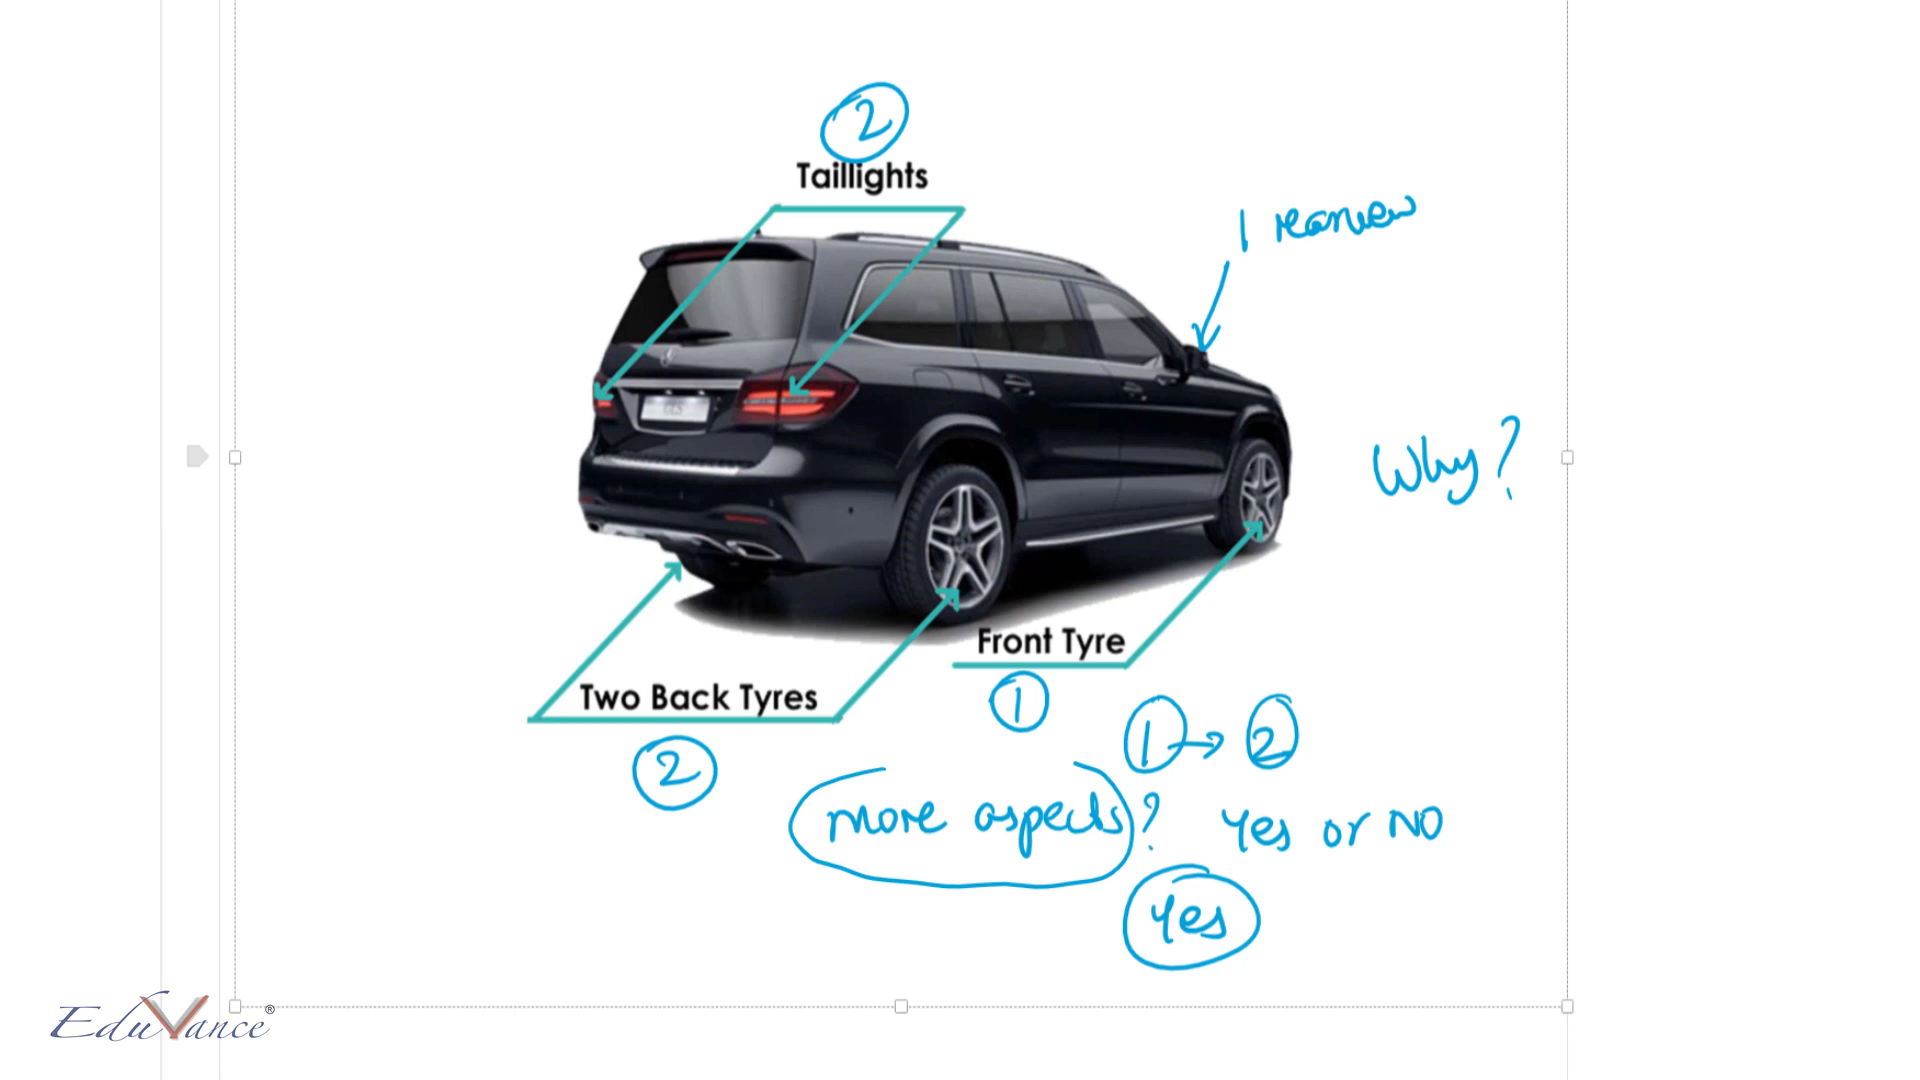 2
Taillights
1 rearview
Why?
Front Tyre
1
Two Back Tyres
2
1 → 2
more aspects? Yes or NO
Yes
EduVance®